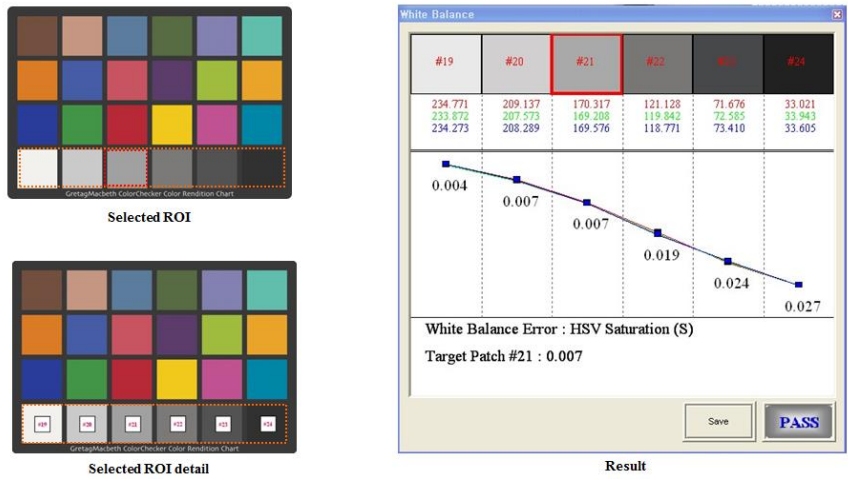 GretagMacbeth ColorChecker Color Rendition Chart
Selected ROI
#19
#20
#21
#22
#23
#24
GretagMacbeth ColorChecker Color Rendition Chart
Selected ROI detail
White Balance
#19 #20 #21 #22 #23 #24
234.771 209.137 170.317 121.128 71.676 33.021
233.872 207.573 169.208 119.842 72.585 33.943
234.273 208.289 169.576 118.771 73.410 33.605
0.004
0.007
0.007
0.019
0.024
0.027
White Balance Error : HSV Saturation (S)
Target Patch #21 : 0.007
Save
PASS
Result